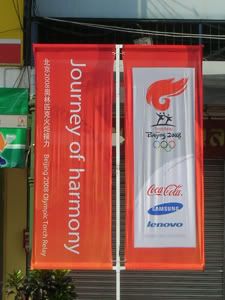 Journey of harmony
北京2008奥林匹克火炬接力
Beijing 2008 Olympic Torch Relay
Beijing 2008
Coca-Cola
SAMSUNG
lenovo